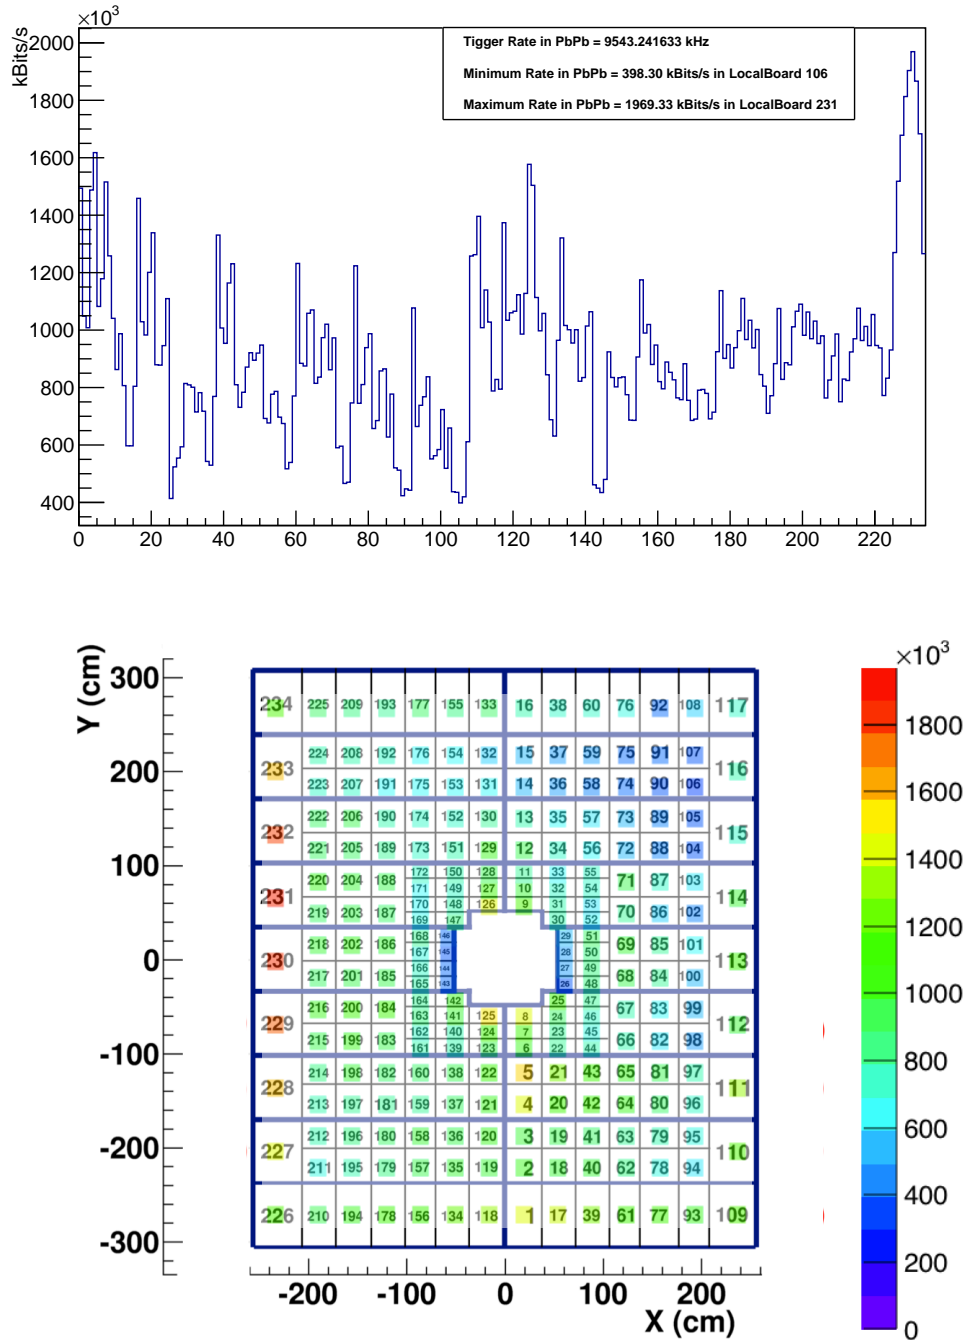 ×10³
kBits/s
2000
1800
1600
1400
1200
1000
800
600
400
Tigger Rate in PbPb = 9543.241633 kHz
Minimum Rate in PbPb = 398.30 kBits/s in LocalBoard 106
Maximum Rate in PbPb = 1969.33 kBits/s in LocalBoard 231
0 20 40 60 80 100 120 140 160 180 200 220
Y (cm)
300
200
100
0
-100
-200
-300
234 225 209 193 177 155 133 16 38 60 76 92 108 117
224 208 192 176 154 132 15 37 59 75 91 107
233 116
223 207 191 175 153 131 14 36 58 74 90 106
222 206 190 174 152 130 13 35 57 73 89 105
232 115
221 205 189 173 151 129 12 34 56 72 88 104
172 150 128 11 33 55
220 204 188 71 87 103
171 149 127 10 32 54
231 114
170 148 126 9 31 53
219 203 187 70 86 102
169 147 30 52
168 146 29 51
218 202 186 69 85 101
167 145 28 50
230 113
166 144 27 49
217 201 185 68 84 100
165 143 26 48
164 142 25 47
216 200 184 67 83 99
163 141 125 8 24 46
229 112
162 140 124 7 23 45
215 199 183 66 82 98
161 139 123 6 22 44
214 198 182 160 138 122 5 21 43 65 81 97
228 111
213 197 181 159 137 121 4 20 42 64 80 96
212 196 180 158 136 120 3 19 41 63 79 95
227 110
211 195 179 157 135 119 2 18 40 62 78 94
226 210 194 178 156 134 118 1 17 39 61 77 93 109
-200 -100 0 100 200
X (cm)
×10³
1800
1600
1400
1200
1000
800
600
400
200
0